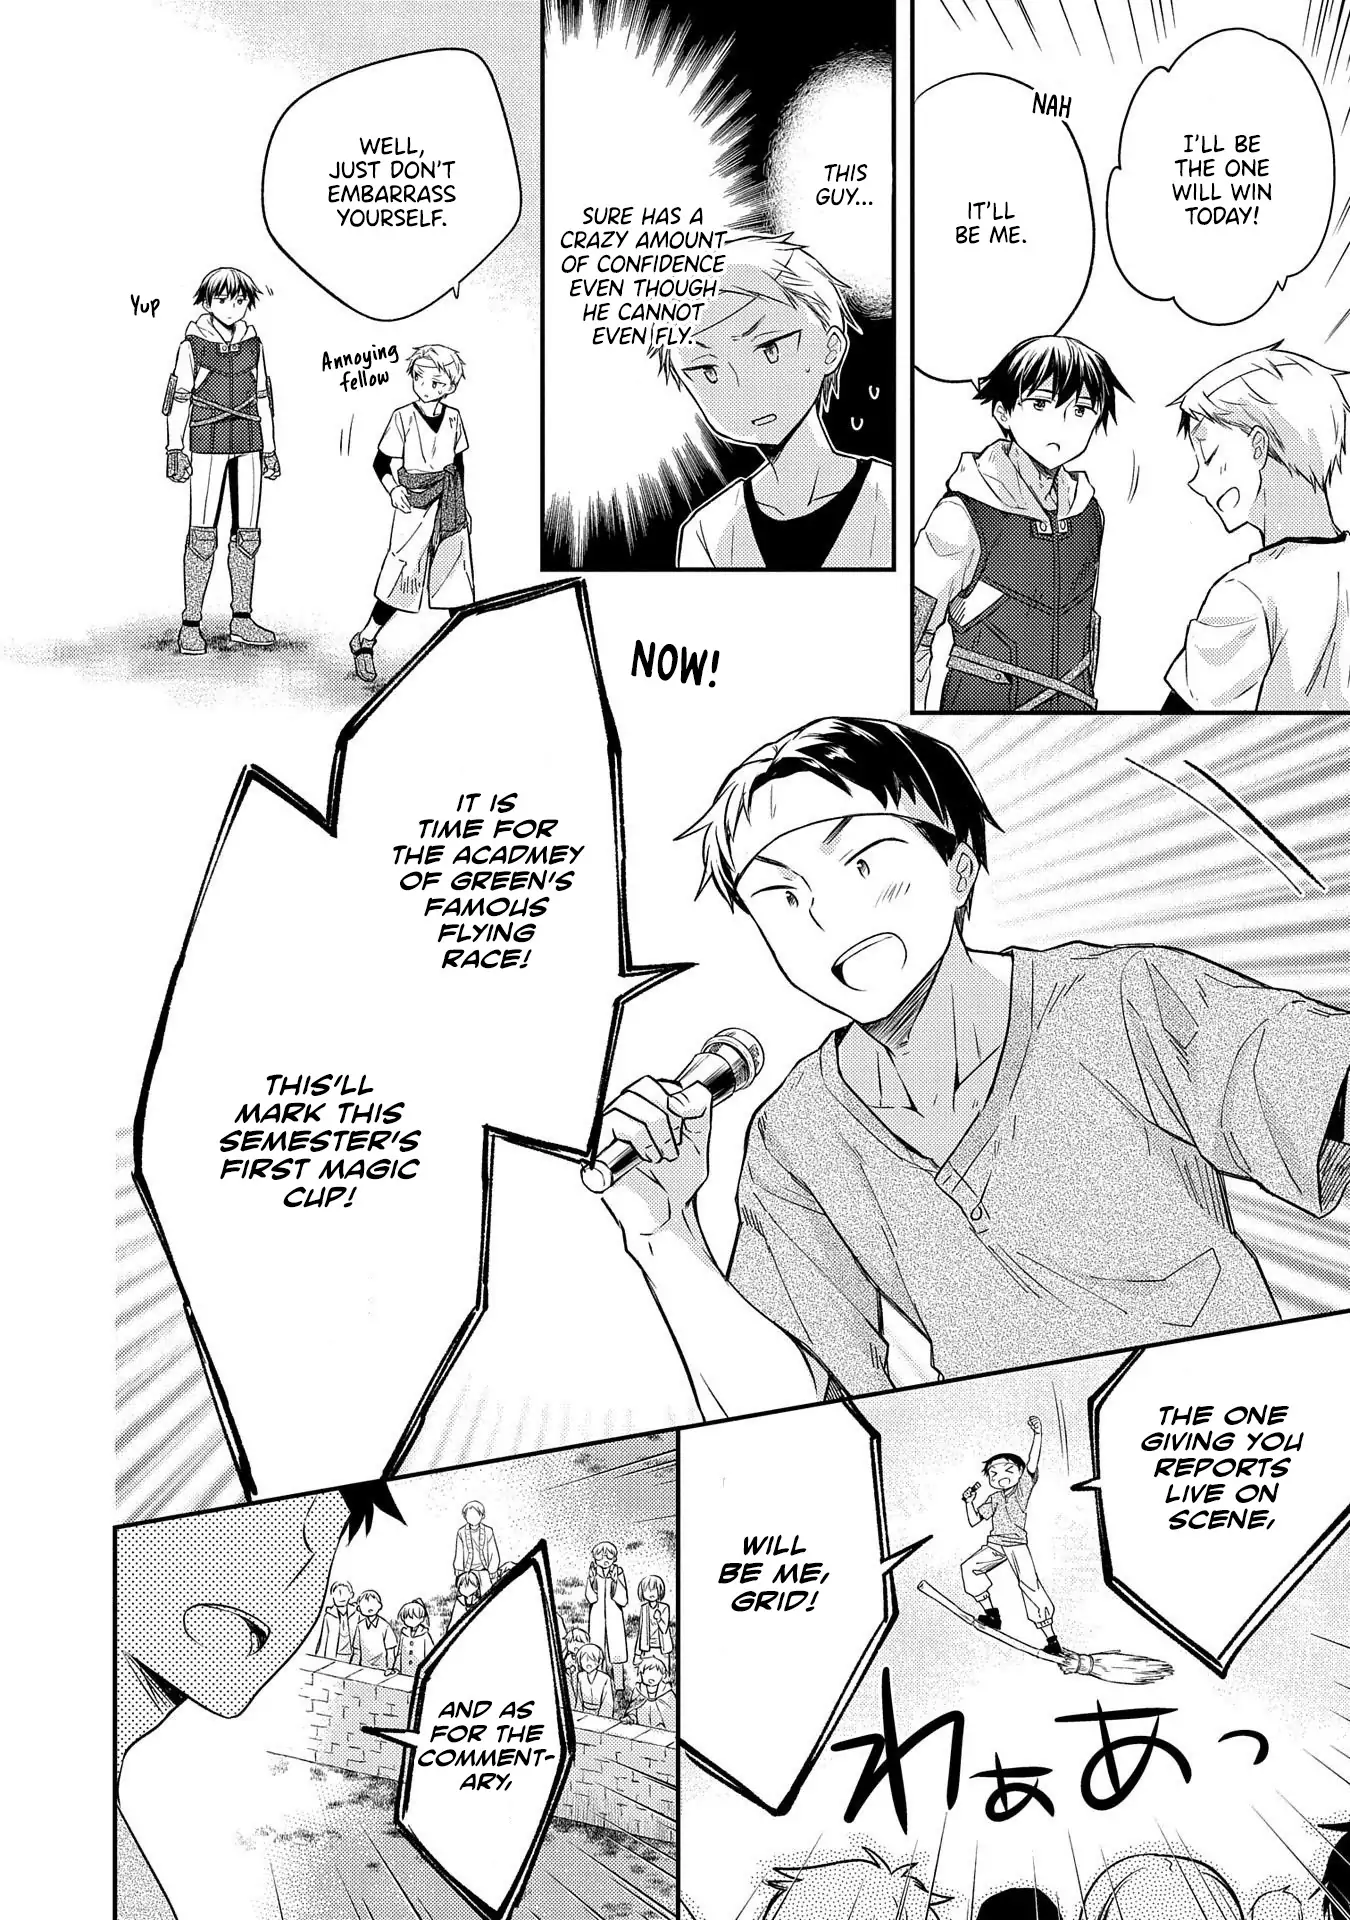 I'LL BE
THE ONE
WILL WIN
TODAY!
NAH
IT'LL
BE ME.
THIS
GUY...
SURE HAS A
CRAZY AMOUNT
OF CONFIDENCE
EVEN THOUGH
HE CANNOT
EVEN FLY.
WELL,
JUST DON'T
EMBARRASS
YOURSELF.
Annoying
fellow
Yup
NOW!
IT IS
TIME FOR
THE ACADMEY
OF GREEN'S
FAMOUS
FLYING
RACE!
THIS'LL
MARK THIS
SEMESTER'S
FIRST MAGIC
CUP!
THE ONE
GIVING YOU
REPORTS
LIVE ON
SCENE,
WILL
BE ME,
GRID!
わぁあっ
AND AS
FOR THE
COMMENT-
ARY,